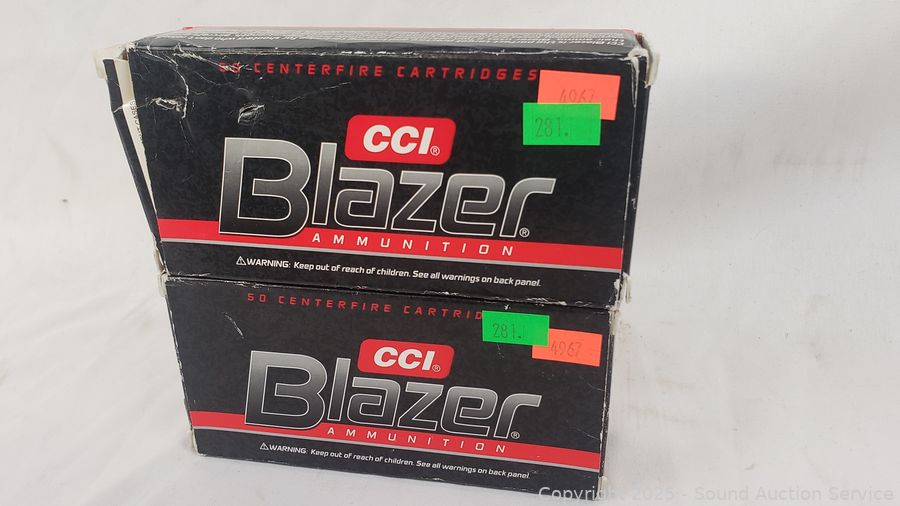 50 CENTERFIRE CARTRIDGES
4967
281.
CCI®
Blazer®
AMMUNITION
⚠WARNING: Keep out of reach of children. See all warnings on back panel.
50 CENTERFIRE CARTRID
281.
4967
CCI®
Blazer®
AMMUNITION
⚠WARNING: Keep out of reach of children. See all warnings on back panel.
Copyright 2025 - Sound Auction Service